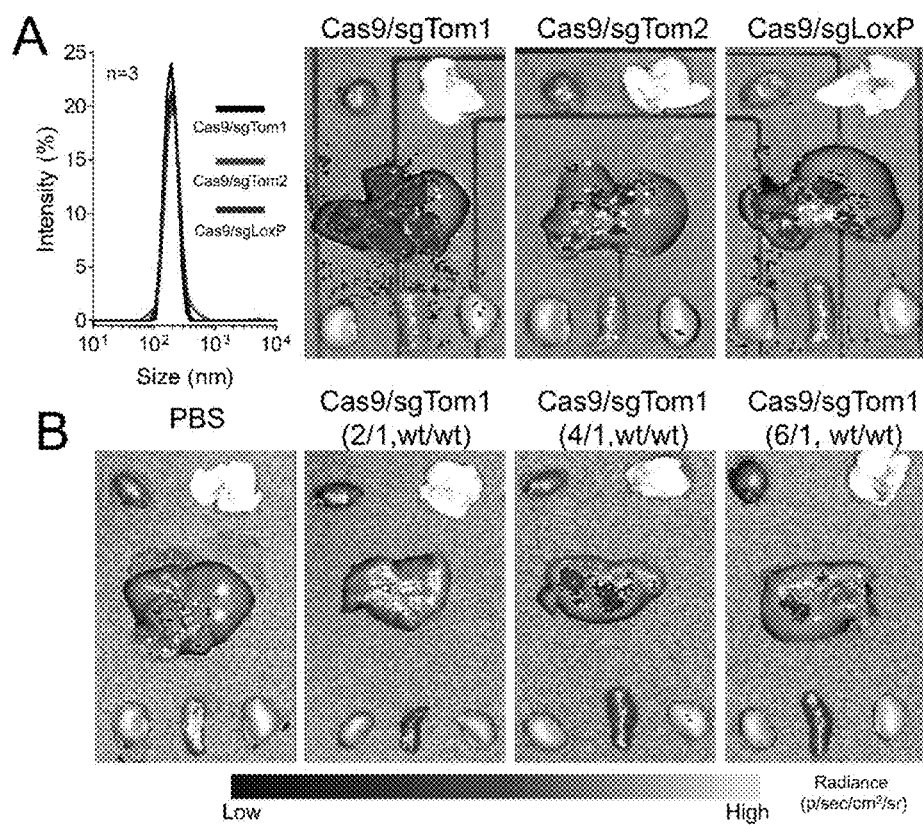 A
Cas9/sgTom1
Cas9/sgTom2
Cas9/sgLoxP
25
20
15
10
5
0
Intensity (%)
n=3
Cas9/sgTom1
Cas9/sgTom2
Cas9/sgLoxP
10¹ 10² 10³ 10⁴
Size (nm)
B
PBS
Cas9/sgTom1
(2/1,wt/wt)
Cas9/sgTom1
(4/1,wt/wt)
Cas9/sgTom1
(6/1, wt/wt)
Low
High
Radiance
(p/sec/cm²/sr)